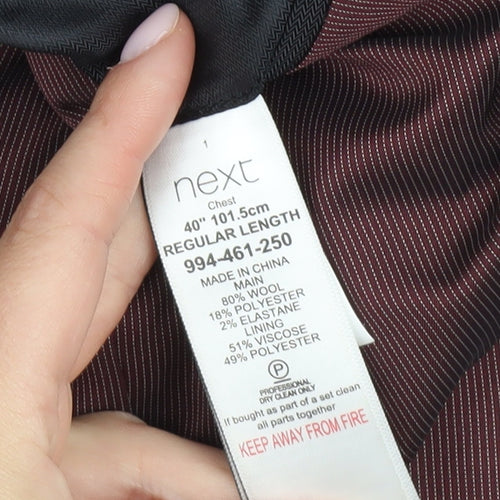 1
next
Chest
40" 101.5cm
REGULAR LENGTH
994-461-250
MADE IN CHINA
MAIN
80% WOOL
18% POLYESTER
2% ELASTANE
LINING
51% VISCOSE
49% POLYESTER
P
PROFESSIONAL
DRY CLEAN ONLY
If bought as part of a set clean
all parts together
KEEP AWAY FROM FIRE